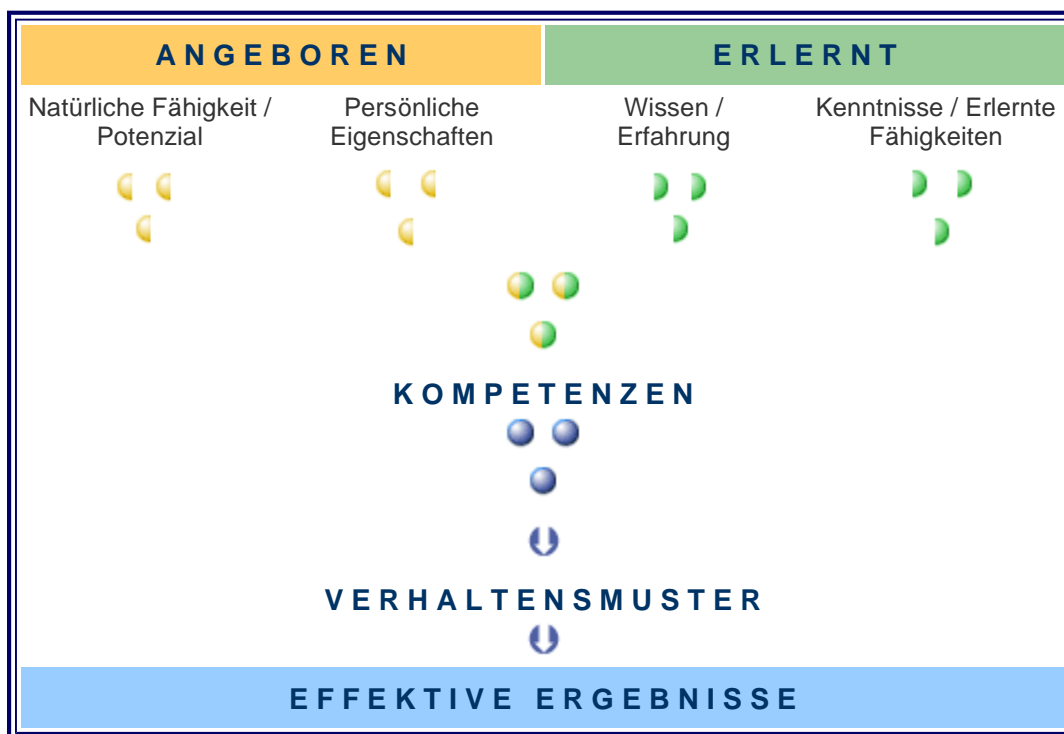 ANGEBOREN
ERLERNT
Natürliche Fähigkeit /
Potenzial
Persönliche
Eigenschaften
Wissen /
Erfahrung
Kenntnisse / Erlernte
Fähigkeiten
KOMPETENZEN
VERHALTENSMUSTER
EFFEKTIVE ERGEBNISSE